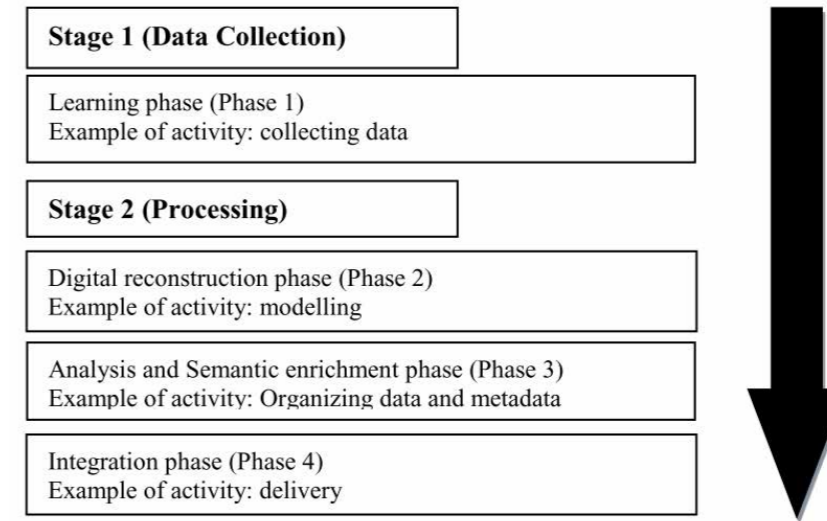 Stage 1 (Data Collection)
Learning phase (Phase 1)
Example of activity: collecting data
Stage 2 (Processing)
Digital reconstruction phase (Phase 2)
Example of activity: modelling
Analysis and Semantic enrichment phase (Phase 3)
Example of activity: Organizing data and metadata
Integration phase (Phase 4)
Example of activity: delivery